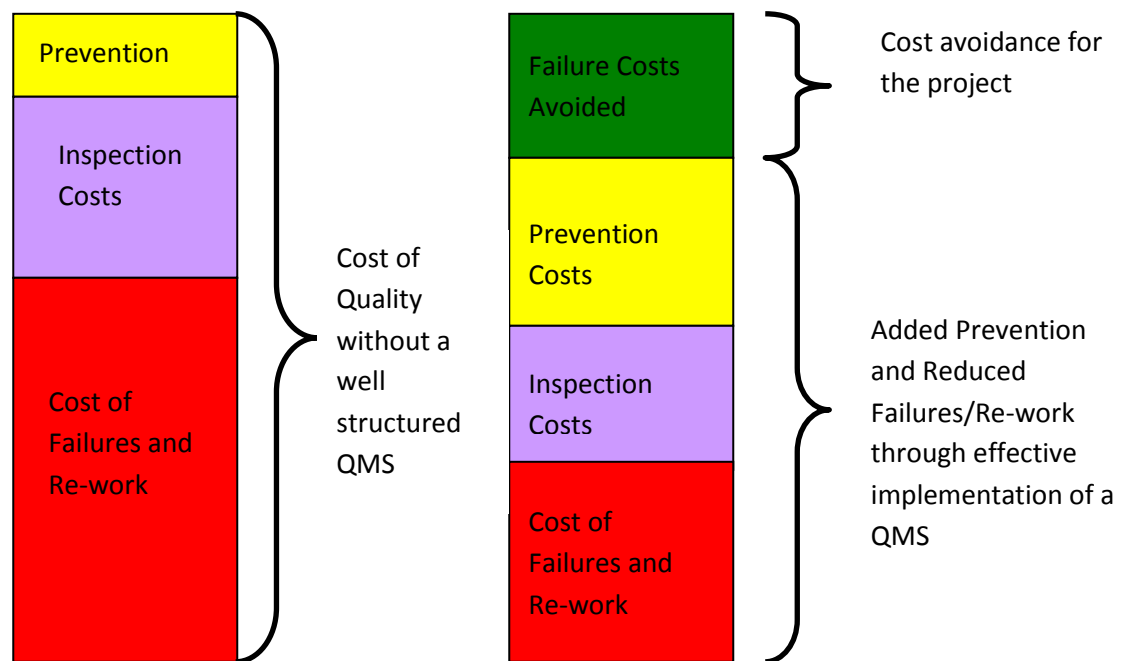 Prevention
Inspection
Costs
Cost of
Failures and
Re-work
Cost of
Quality
without a
well
structured
QMS
Failure Costs
Avoided
Prevention
Costs
Inspection
Costs
Cost of
Failures and
Re-work
Cost avoidance for
the project
Added Prevention
and Reduced
Failures/Re-work
through effective
implementation of a
QMS